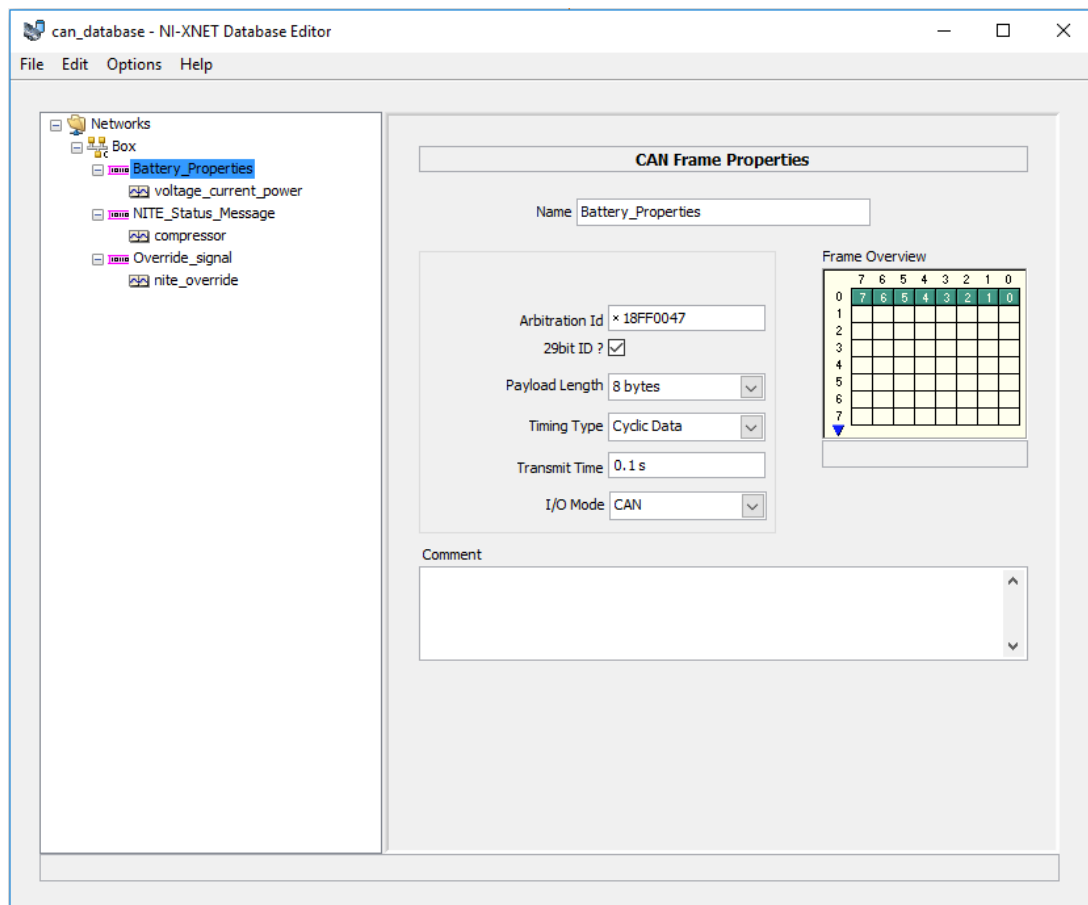 can_database - NI-XNET Database Editor
File Edit Options Help
Networks
Box
Battery_Properties
voltage_current_power
NITE_Status_Message
compressor
Override_signal
nite_override
CAN Frame Properties
Name Battery_Properties
Arbitration Id × 18FF0047
29bit ID ?
Payload Length 8 bytes
Timing Type Cyclic Data
Transmit Time 0.1 s
I/O Mode CAN
Frame Overview
7 6 5 4 3 2 1 0
0 7 6 5 4 3 2 1 0
1
2
3
4
5
6
7
Comment